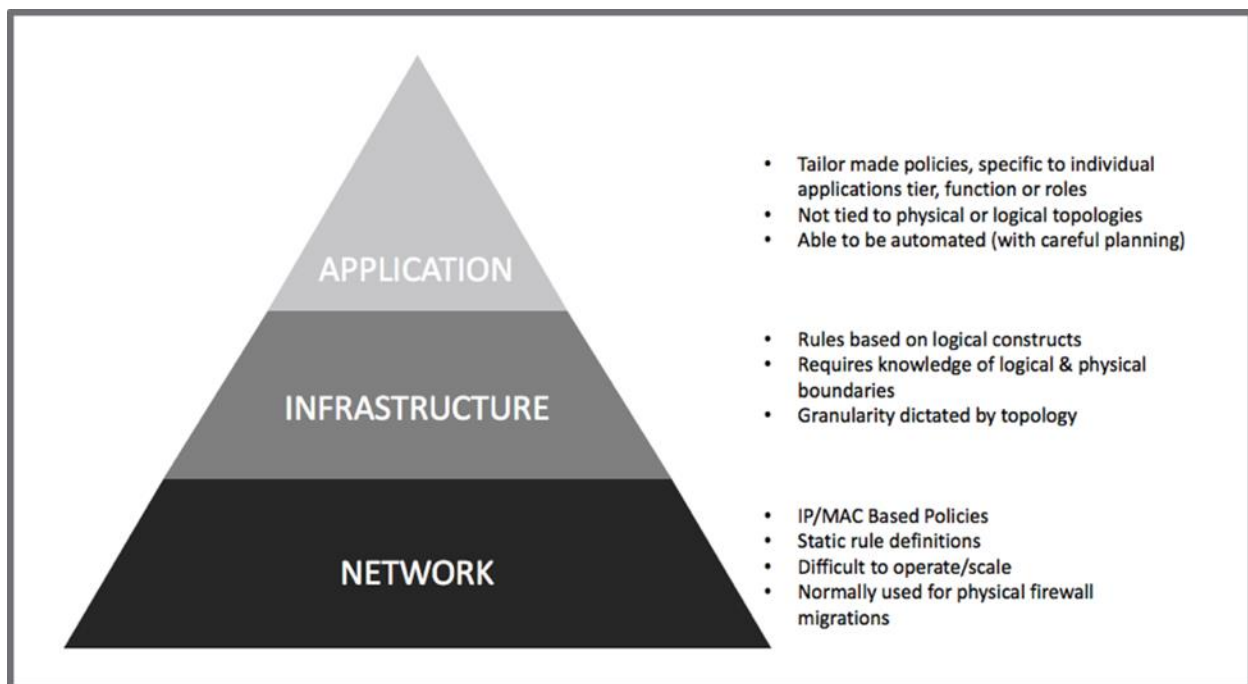 • Tailor made policies, specific to individual
applications tier, function or roles
• Not tied to physical or logical topologies
• Able to be automated (with careful planning)
APPLICATION
• Rules based on logical constructs
• Requires knowledge of logical & physical
boundaries
• Granularity dictated by topology
INFRASTRUCTURE
• IP/MAC Based Policies
• Static rule definitions
• Difficult to operate/scale
• Normally used for physical firewall
migrations
NETWORK